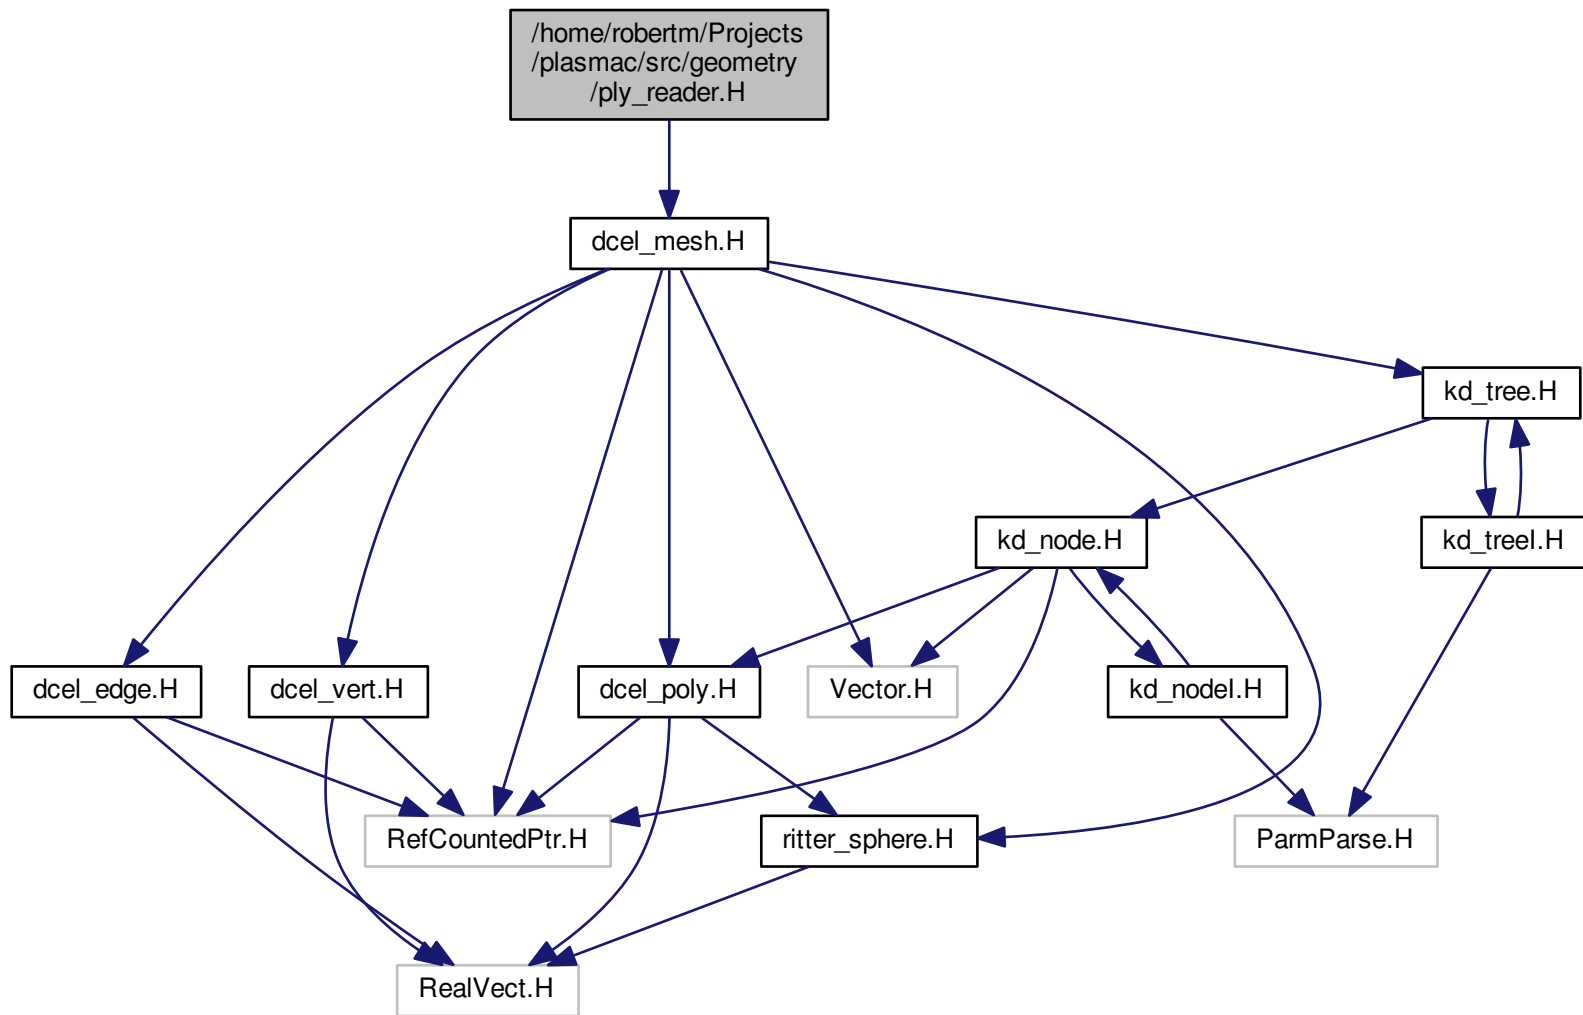 /home/robertm/Projects
/plasmac/src/geometry
/ply_reader.H
dcel_mesh.H
kd_tree.H
kd_node.H
kd_treeI.H
dcel_edge.H
dcel_vert.H
dcel_poly.H
Vector.H
kd_nodeI.H
RefCountedPtr.H
ritter_sphere.H
ParmParse.H
RealVect.H